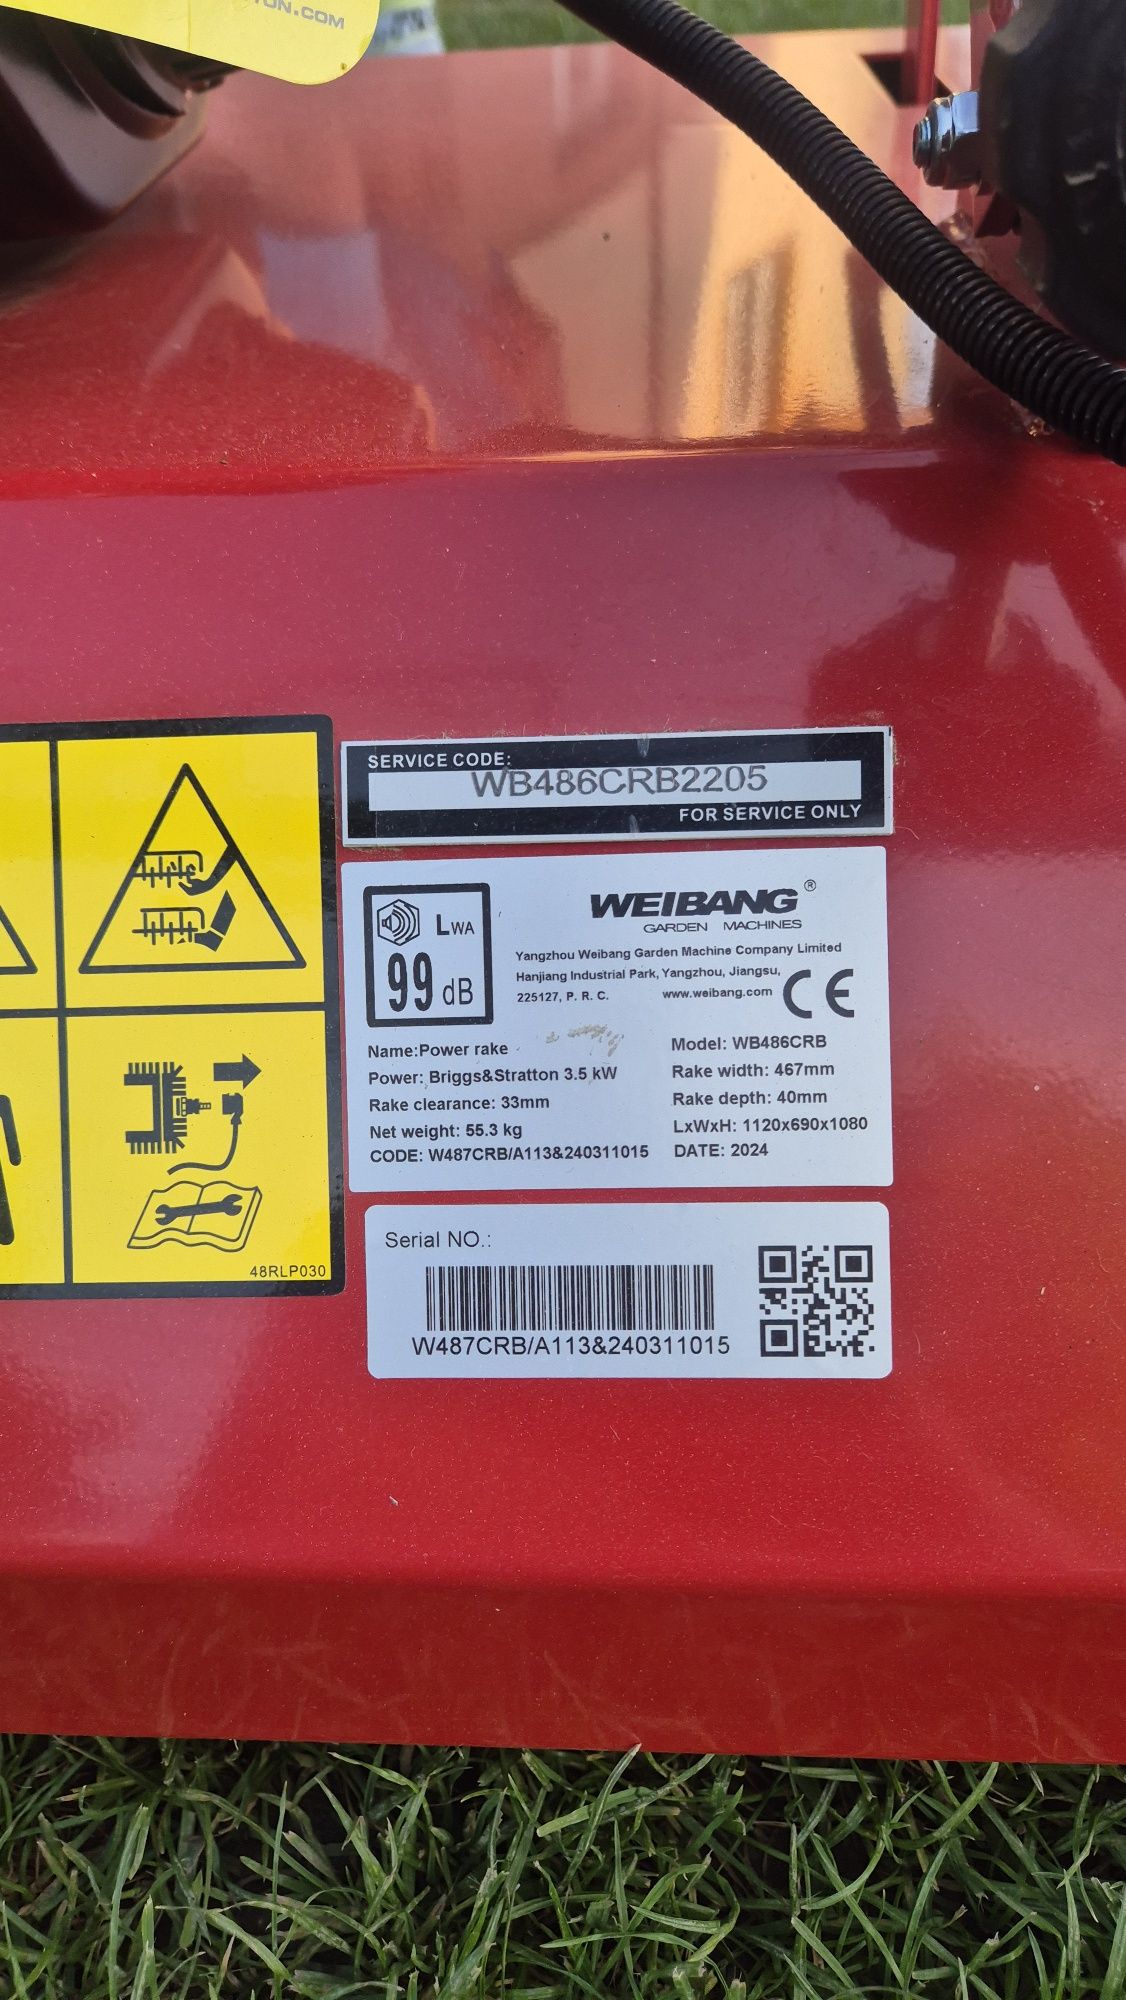 ON.COM
SERVICE CODE:
WB486CRB2205
FOR SERVICE ONLY
LWA
99 dB
WEIBANG ®
GARDEN MACHINES
Yangzhou Weibang Garden Machine Company Limited
Hanjiang Industrial Park, Yangzhou, Jiangsu,
225127, P. R. C. www.weibang.com
CE
Name:Power rake Model: WB486CRB
Power: Briggs&Stratton 3.5 kW Rake width: 467mm
Rake clearance: 33mm Rake depth: 40mm
Net weight: 55.3 kg LxWxH: 1120x690x1080
CODE: W487CRB/A113&240311015 DATE: 2024
48RLP030
Serial NO.:
W487CRB/A113&240311015